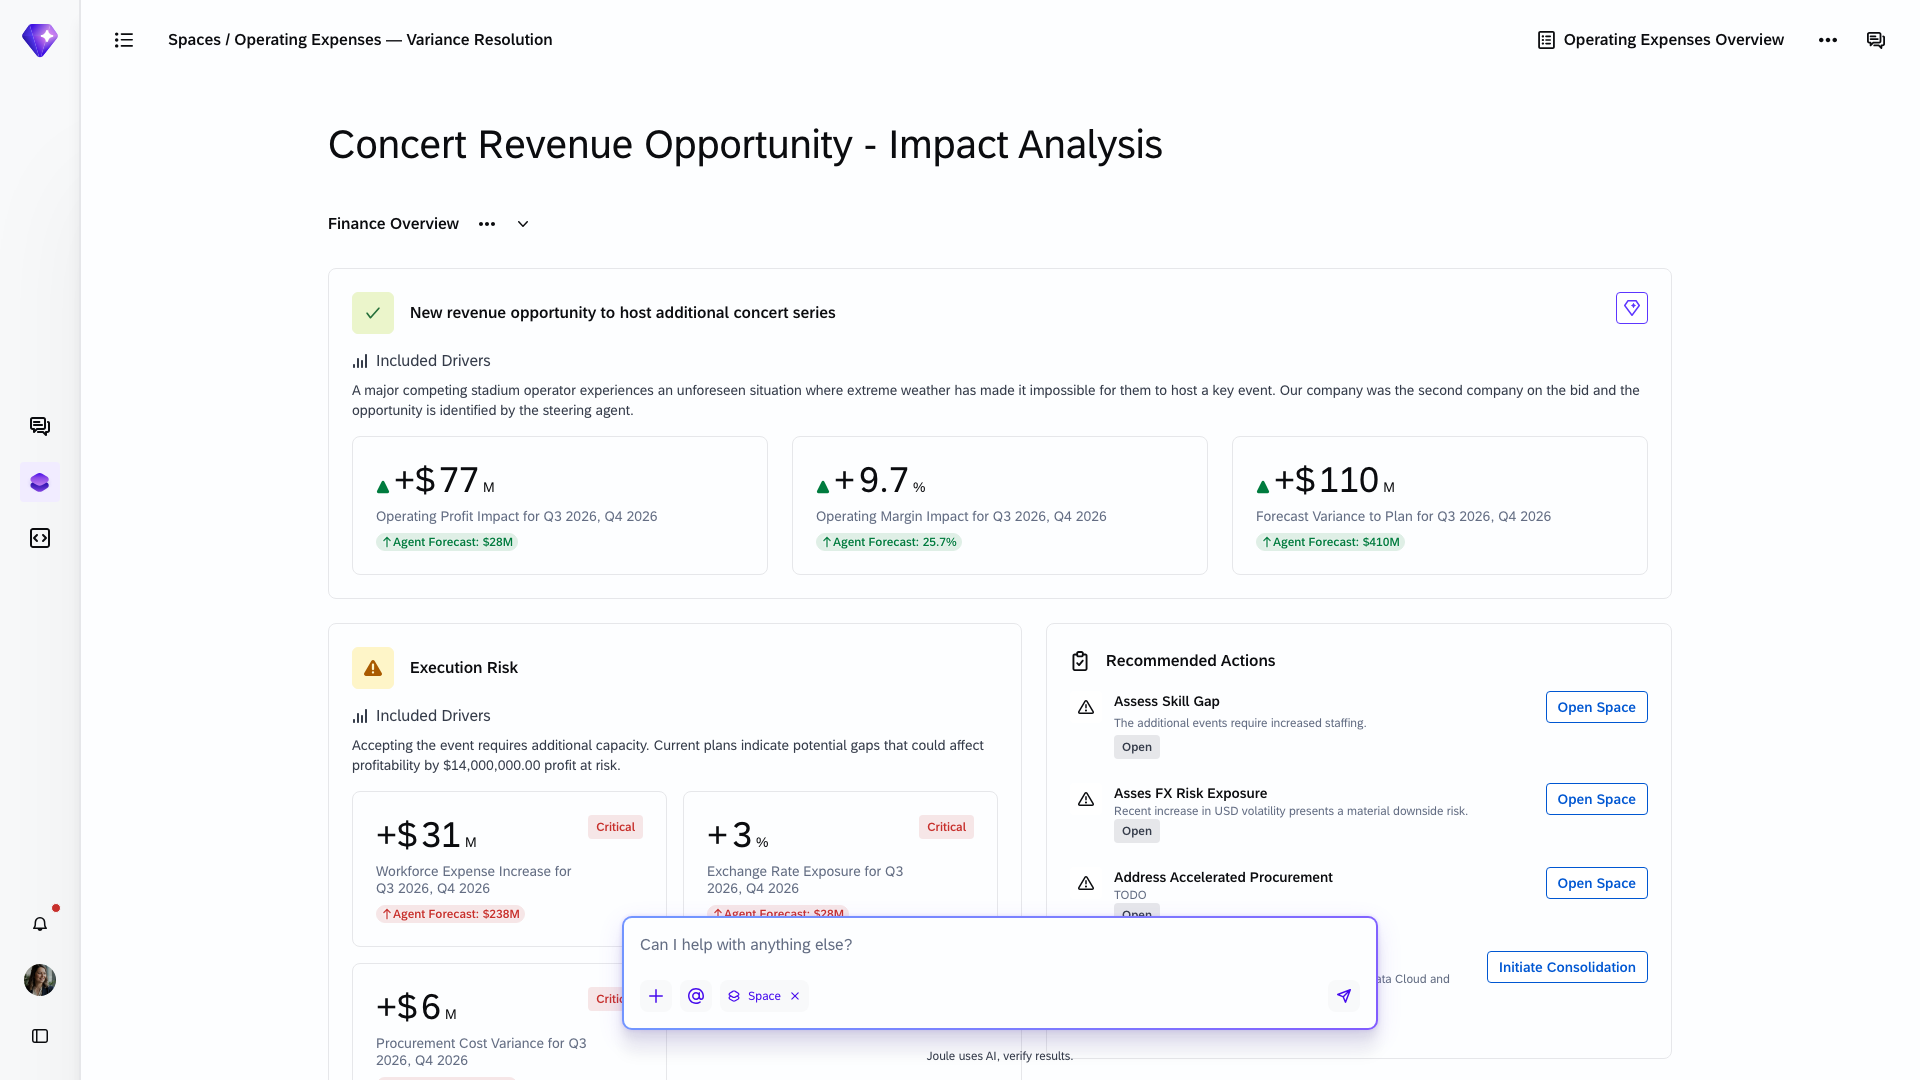 Spaces / Operating Expenses — Variance Resolution
Operating Expenses Overview
Concert Revenue Opportunity - Impact Analysis
Finance Overview
New revenue opportunity to host additional concert series
Included Drivers
A major competing stadium operator experiences an unforeseen situation where extreme weather has made it impossible for them to host a key event. Our company was the second company on the bid and the
opportunity is identified by the steering agent.
+$77 M
Operating Profit Impact for Q3 2026, Q4 2026
↑Agent Forecast: $28M
+9.7 %
Operating Margin Impact for Q3 2026, Q4 2026
↑Agent Forecast: 25.7%
+$110 M
Forecast Variance to Plan for Q3 2026, Q4 2026
↑Agent Forecast: $410M
Execution Risk
Included Drivers
Accepting the event requires additional capacity. Current plans indicate potential gaps that could affect
profitability by $14,000,000.00 profit at risk.
+$31 M
Critical
Workforce Expense Increase for
Q3 2026, Q4 2026
↑Agent Forecast: $238M
+3 %
Critical
Exchange Rate Exposure for Q3
2026, Q4 2026
↑Agent Forecast: $28M
+$6 M
Procurement Cost Variance for Q3
2026, Q4 2026
Recommended Actions
Assess Skill Gap
The additional events require increased staffing.
Open
Open Space
Asses FX Risk Exposure
Recent increase in USD volatility presents a material downside risk.
Open
Open Space
Address Accelerated Procurement
TODO
Open
Open Space
Initiate Consolidation
Cloud and
Can I help with anything else?
Space
Joule uses AI, verify results.